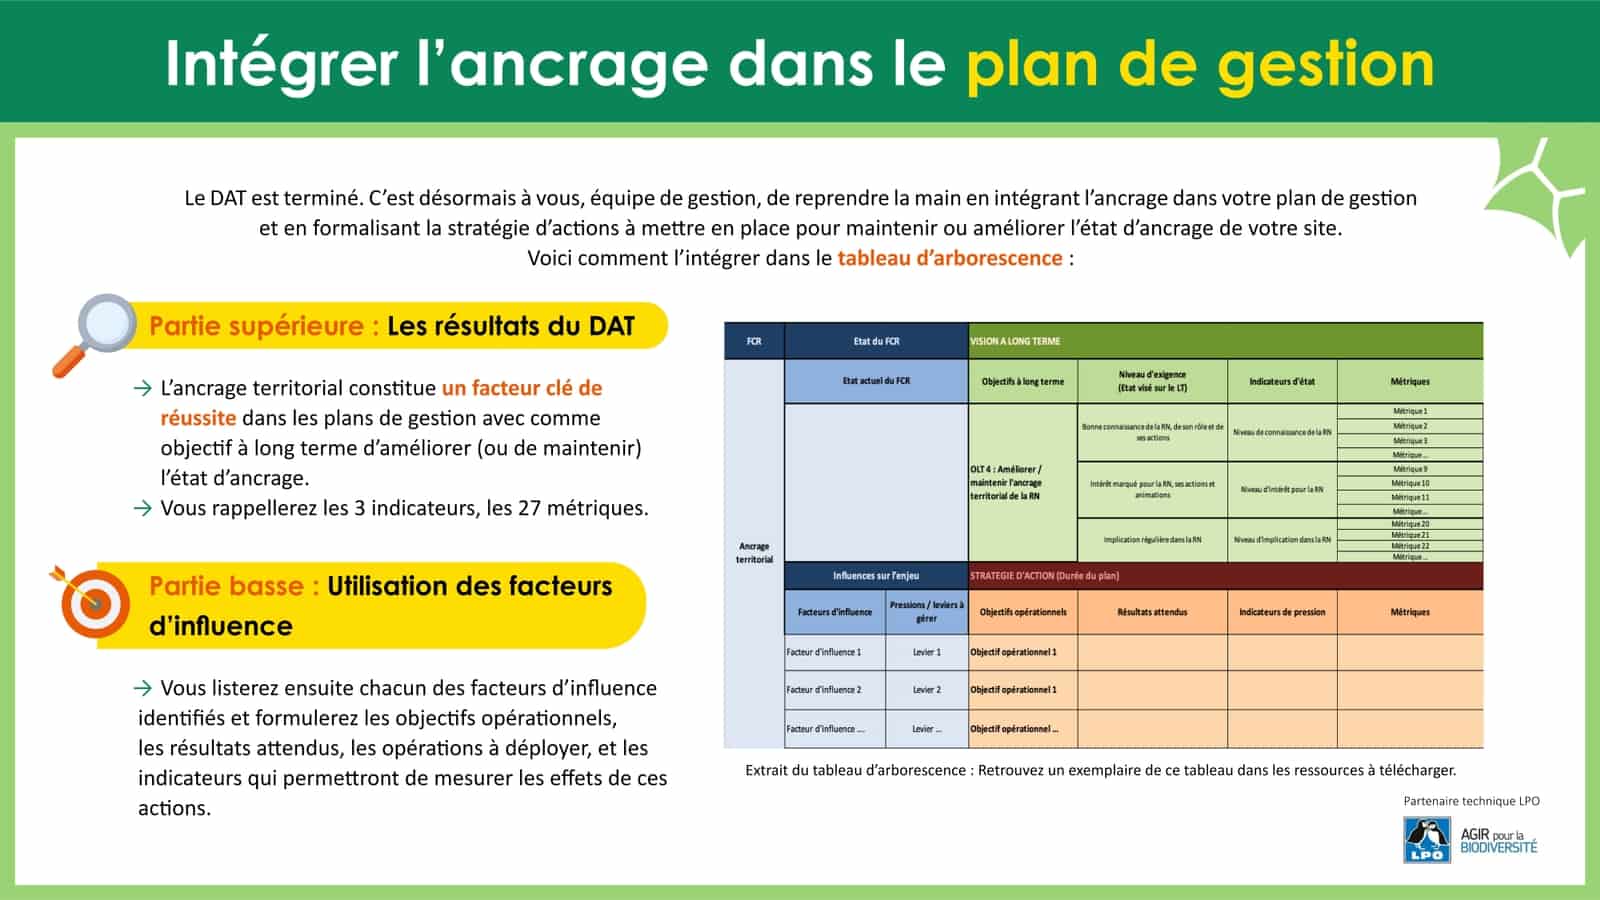 Intégrer l’ancrage dans le plan de gestion
Le DAT est terminé. C’est désormais à vous, équipe de gestion, de reprendre la main en intégrant l’ancrage dans votre plan de gestion
et en formalisant la stratégie d’actions à mettre en place pour maintenir ou améliorer l’état d’ancrage de votre site.
Voici comment l’intégrer dans le tableau d’arborescence :
Partie supérieure : Les résultats du DAT
→ L’ancrage territorial constitue un facteur clé de
réussite dans les plans de gestion avec comme
objectif à long terme d’améliorer (ou de maintenir)
l’état d’ancrage.
→ Vous rappellerez les 3 indicateurs, les 27 métriques.
Partie basse : Utilisation des facteurs
d’influence
→ Vous listerez ensuite chacun des facteurs d’influence
identifiés et formulerez les objectifs opérationnels,
les résultats attendus, les opérations à déployer, et les
indicateurs qui permettront de mesurer les effets de ces
actions.
FCR
Etat du FCR
VISION A LONG TERME
Etat actuel du FCR
Objectifs à long terme
Niveau d'exigence
(Etat visé sur le LT)
Indicateurs d'état
Métriques
Ancrage
territorial
OLT 4 : Améliorer /
maintenir l'ancrage
territorial de la RN
Bonne connaissance de la RN, de son rôle et de
ses actions
Niveau de connaissance de la RN
Métrique 1
Métrique 2
Métrique 3
Métrique ...
Intérêt marqué pour la RN, ses actions et
animations
Niveau d'intérêt pour la RN
Métrique 9
Métrique 10
Métrique 11
Métrique ...
Implication régulière dans la RN
Niveau d'implication dans la RN
Métrique 20
Métrique 21
Métrique 22
Métrique ...
Influences sur l'enjeu
STRATEGIE D'ACTION (Durée du plan)
Facteurs d'influence
Pressions / leviers à
gérer
Objectifs opérationnels
Résultats attendus
Indicateurs de pression
Métriques
Facteur d'influence 1
Levier 1
Objectif opérationnel 1
Facteur d'influence 2
Levier 2
Objectif opérationnel 1
Facteur d'influence ....
Levier ...
Objectif opérationnel ...
Extrait du tableau d’arborescence : Retrouvez un exemplaire de ce tableau dans les ressources à télécharger.
Partenaire technique LPO
LPO
AGIR pour la
BIODIVERSITÉ